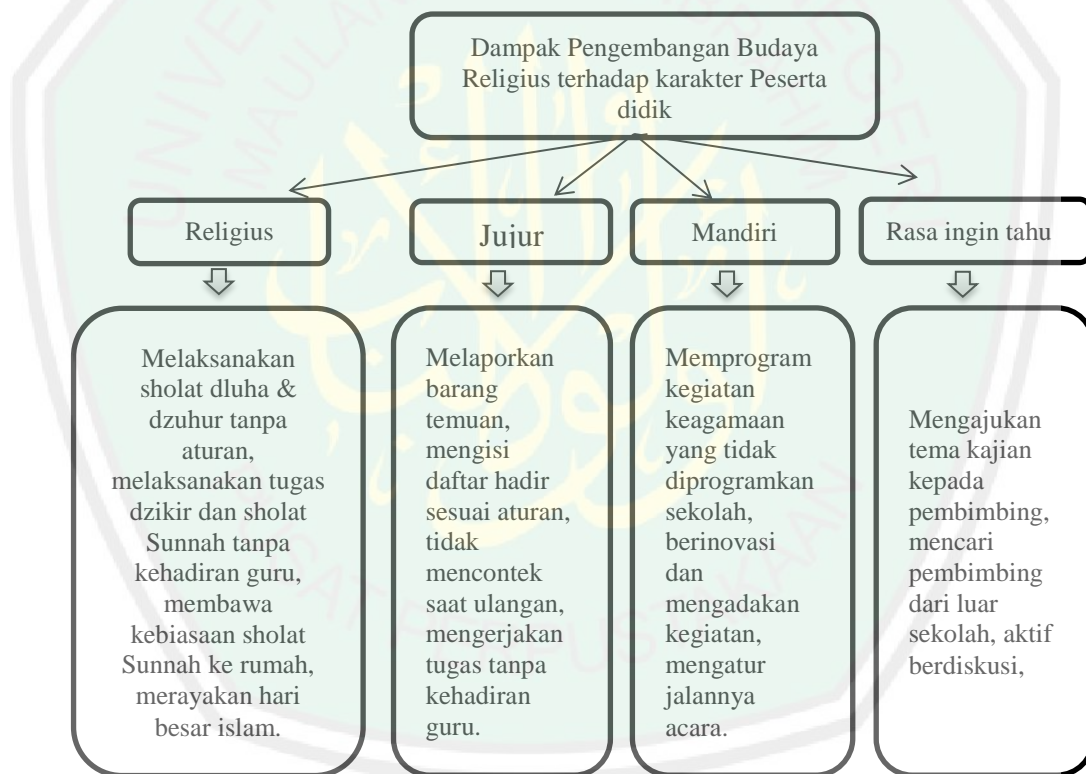 Dampak Pengembangan Budaya
Religius terhadap karakter Peserta
didik
Religius
Jujur
Mandiri
Rasa ingin tahu
Melaksanakan
sholat dluha &
dzuhur tanpa
aturan,
melaksanakan tugas
dzikir dan sholat
Sunnah tanpa
kehadiran guru,
membawa
kebiasaan sholat
Sunnah ke rumah,
merayakan hari
besar islam.
Melaporkan
barang
temuan,
mengisi
daftar hadir
sesuai aturan,
tidak
mencontek
saat ulangan,
mengerjakan
tugas tanpa
kehadiran
guru.
Memprogram
kegiatan
keagamaan
yang tidak
diprogramkan
sekolah,
berinovasi
dan
mengadakan
kegiatan,
mengatur
jalannya
acara.
Mengajukan
tema kajian
kepada
pembimbing,
mencari
pembimbing
dari luar
sekolah, aktif
berdiskusi,
PUSAT PERPUSTAKAAN